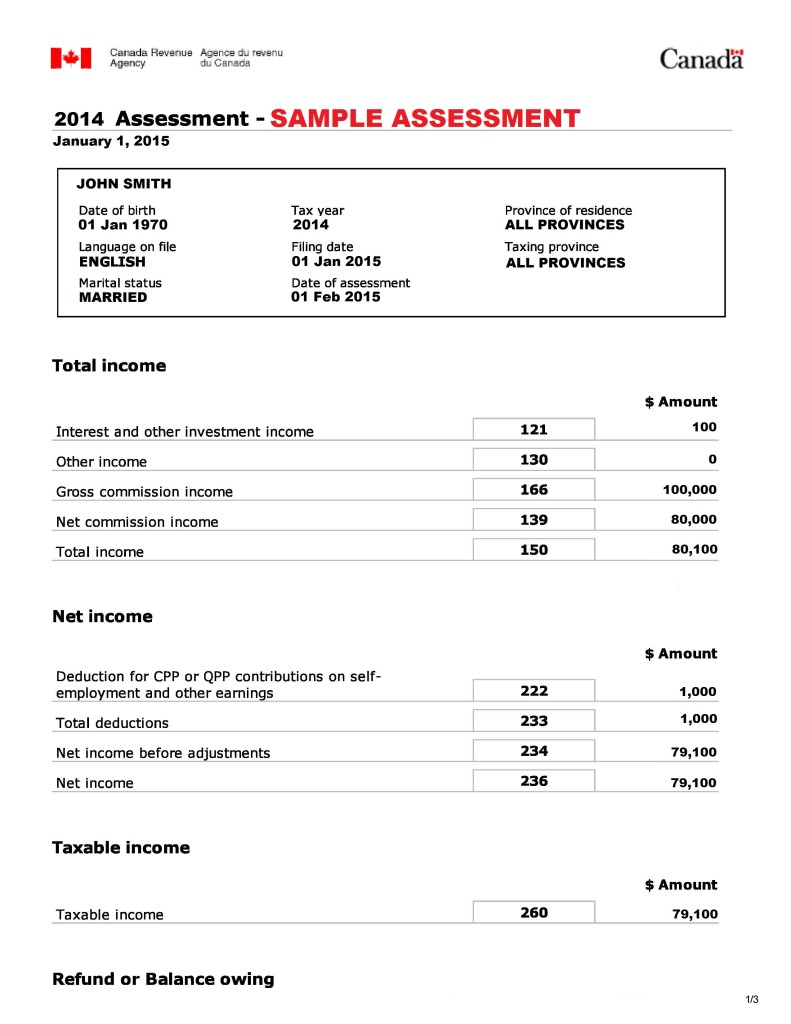 Canada Revenue Agence du revenu
Agency du Canada
Canada
2014 Assessment - SAMPLE ASSESSMENT
January 1, 2015
JOHN SMITH
Date of birth Tax year Province of residence
01 Jan 1970 2014 ALL PROVINCES
Language on file Filing date Taxing province
ENGLISH 01 Jan 2015 ALL PROVINCES
Marital status Date of assessment
MARRIED 01 Feb 2015
Total income
$ Amount
Interest and other investment income 121 100
Other income 130 0
Gross commission income 166 100,000
Net commission income 139 80,000
Total income 150 80,100
Net income
$ Amount
Deduction for CPP or QPP contributions on self-
employment and other earnings 222 1,000
Total deductions 233 1,000
Net income before adjustments 234 79,100
Net income 236 79,100
Taxable income
$ Amount
Taxable income 260 79,100
Refund or Balance owing
1/3